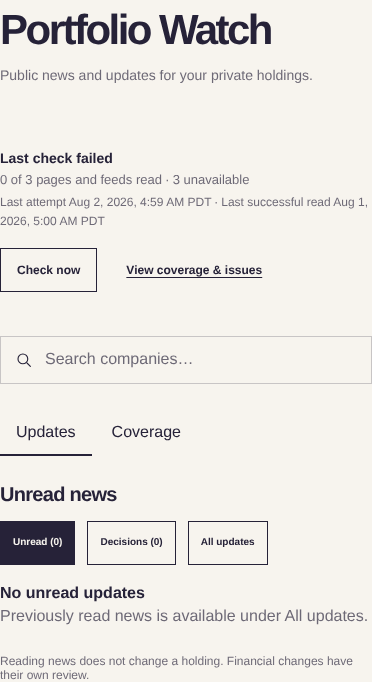 Portfolio Watch
Public news and updates for your private holdings.
Last check failed
0 of 3 pages and feeds read · 3 unavailable
Last attempt Aug 2, 2026, 4:59 AM PDT · Last successful read Aug 1,
2026, 5:00 AM PDT
Check now
View coverage & issues
Search companies…
Updates Coverage
Unread news
Unread (0) Decisions (0) All updates
No unread updates
Previously read news is available under All updates.
Reading news does not change a holding. Financial changes have
their own review.